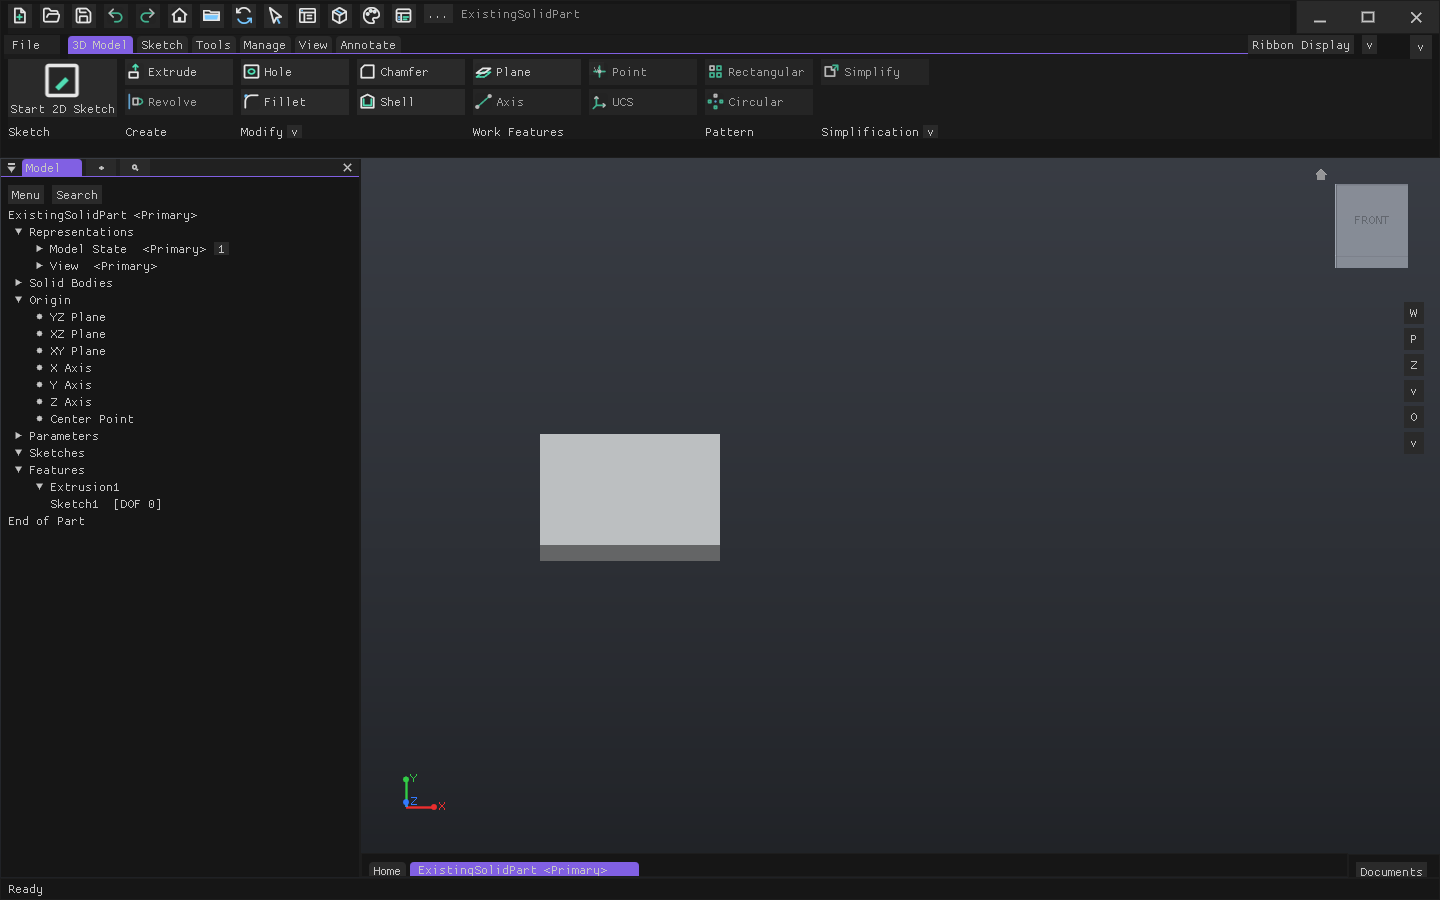 ... ExistingSolidPart
File 3D Model Sketch Tools Manage View Annotate Ribbon Display v v
Extrude Hole Chamfer Plane Point Rectangular Simplify
Start 2D Sketch Revolve Fillet Shell Axis UCS Circular
Sketch Create Modify v Work Features Pattern Simplification v
Model
Menu Search
ExistingSolidPart <Primary>
Representations
Model State <Primary> 1
View <Primary>
Solid Bodies
Origin
YZ Plane
XZ Plane
XY Plane
X Axis
Y Axis
Z Axis
Center Point
Parameters
Sketches
Features
Extrusion1
Sketch1 [DOF 0]
End of Part
FRONT
W
P
Z
v
O
v
Y
Z X
Home ExistingSolidPart <Primary> Documents
Ready